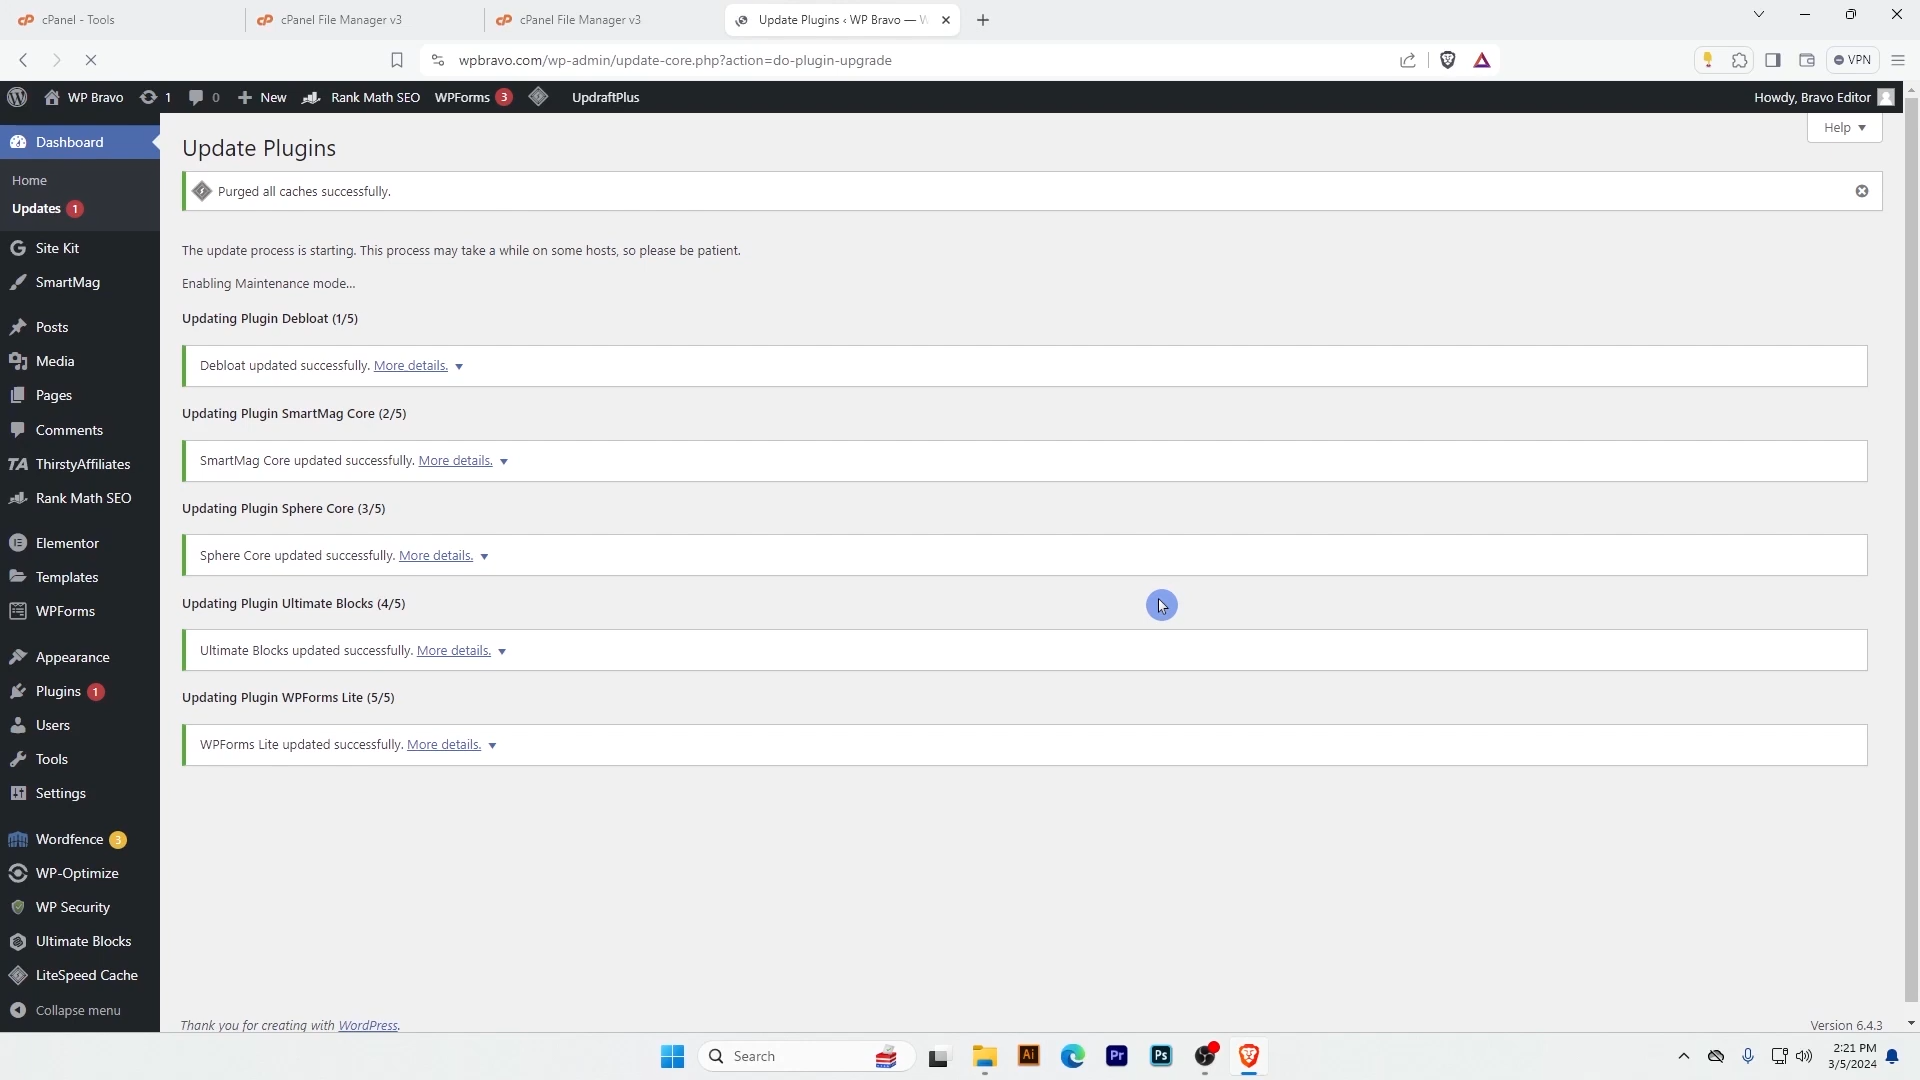 cPanel - Tools
cPanel File Manager v3
cPanel File Manager v3
Update Plugins ‹ WP Bravo — W
wpbravo.com/wp-admin/update-core.php?action=do-plugin-upgrade
VPN
WP Bravo
1
0
New
Rank Math SEO
WPForms 3
UpdraftPlus
Howdy, Bravo Editor
Dashboard
Home
Updates 1
Site Kit
SmartMag
Posts
Media
Pages
Comments
TA ThirstyAffiliates
Rank Math SEO
Elementor
Templates
WPForms
Appearance
Plugins 1
Users
Tools
Settings
Wordfence 3
WP-Optimize
WP Security
Ultimate Blocks
LiteSpeed Cache
Collapse menu
Help
Update Plugins
Purged all caches successfully.
The update process is starting. This process may take a while on some hosts, so please be patient.
Enabling Maintenance mode…
Updating Plugin Debloat (1/5)
Debloat updated successfully. More details.
Updating Plugin SmartMag Core (2/5)
SmartMag Core updated successfully. More details.
Updating Plugin Sphere Core (3/5)
Sphere Core updated successfully. More details.
Updating Plugin Ultimate Blocks (4/5)
Ultimate Blocks updated successfully. More details.
Updating Plugin WPForms Lite (5/5)
WPForms Lite updated successfully. More details.
Thank you for creating with WordPress.
Version 6.4.3
Search
Ai
Pr
Ps
2:21 PM
3/5/2024